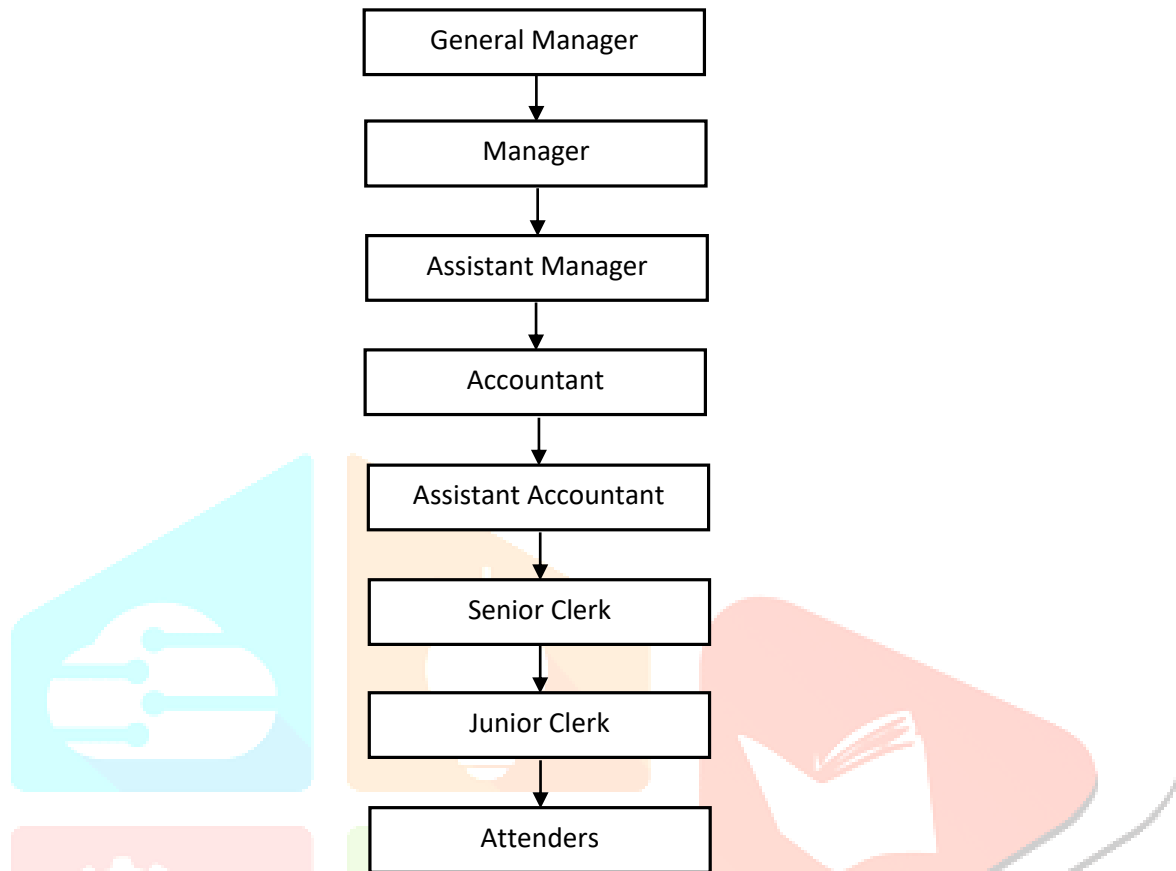 General Manager
Manager
Assistant Manager
Accountant
Assistant Accountant
Senior Clerk
Junior Clerk
Attenders